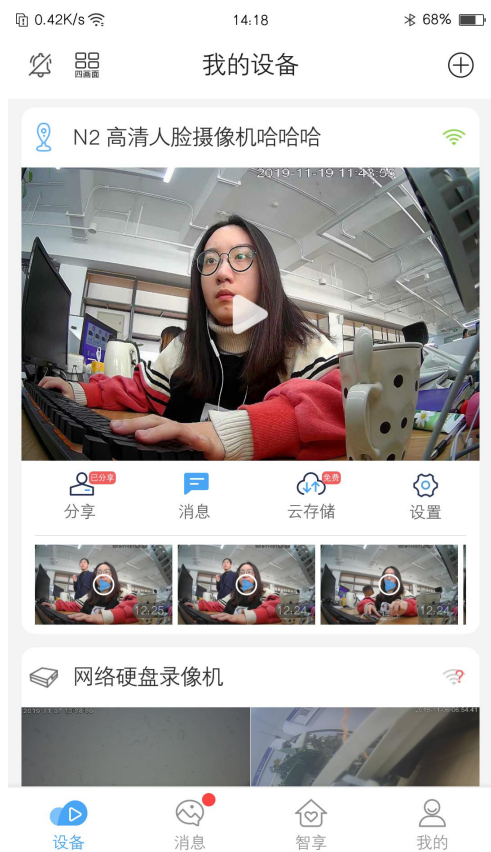 0.42K/s 14:18 68%
四画面 我的设备
N2 高清人脸摄像机哈哈哈
2019-11-19 11:43:53
已分享 免费
分享 消息 云存储 设置
12.25 12.24 12.24
网络硬盘录像机
设备 消息 智享 我的